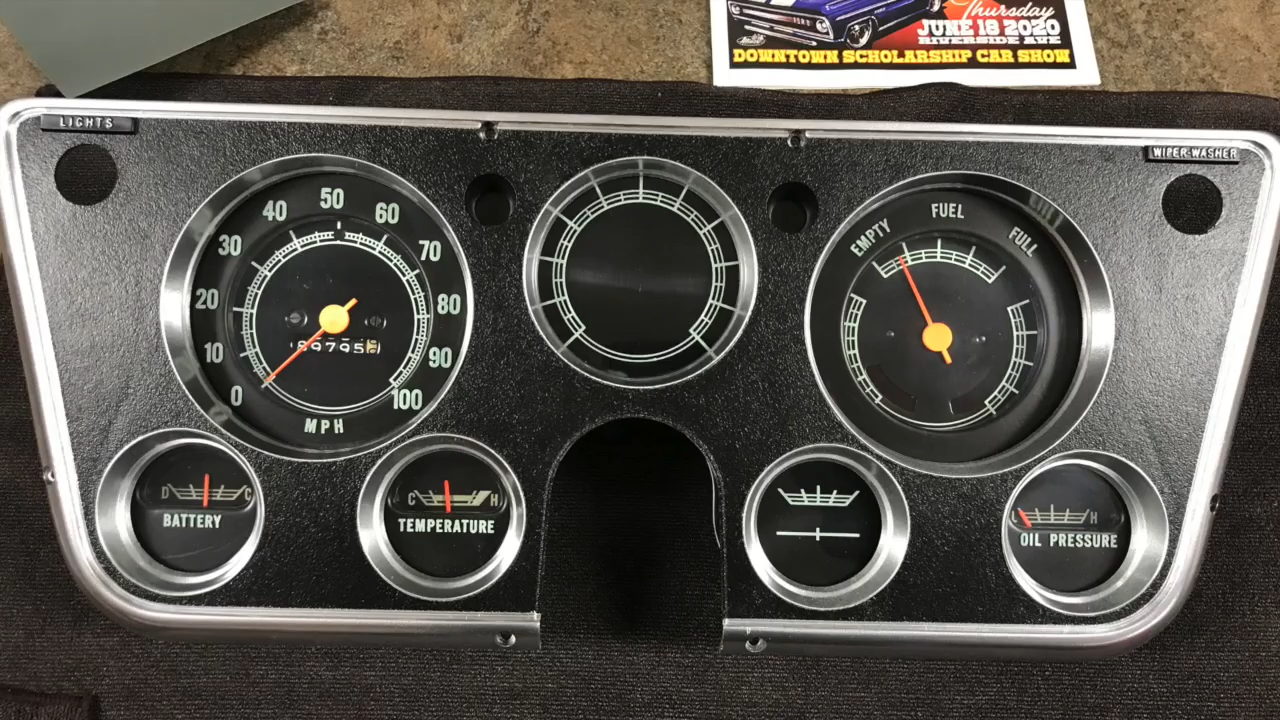 Thursday
JUNE 18 2020
RIVERSIDE AVE
DOWNTOWN SCHOLARSHIP CAR SHOW
LIGHTS
WIPER-WASHER
0
10
20
30
40
50
60
70
80
90
100
MPH
EMPTY
FUEL
FULL
D C
BATTERY
C H
TEMPERATURE
L H
OIL PRESSURE